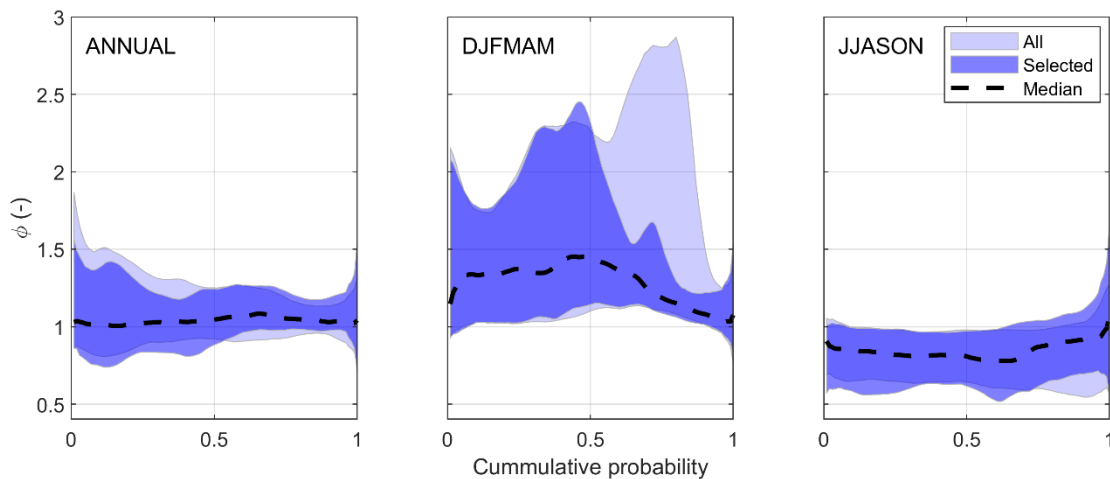 ANNUAL
DJFMAM
JJASON
All
Selected
Median
3
2.5
2
1.5
1
0.5
ϕ (-)
0 0.5 1
0 0.5 1
0 0.5 1
Cummulative probability